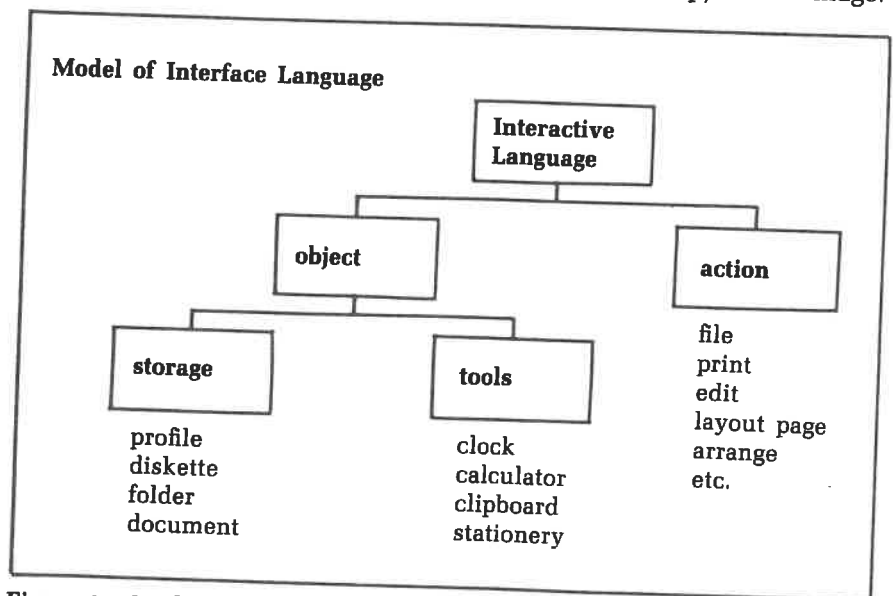 Model of Interface Language
Interactive
Language
object
action
storage
tools
profile
diskette
folder
document
clock
calculator
clipboard
stationery
file
print
edit
layout page
arrange
etc.